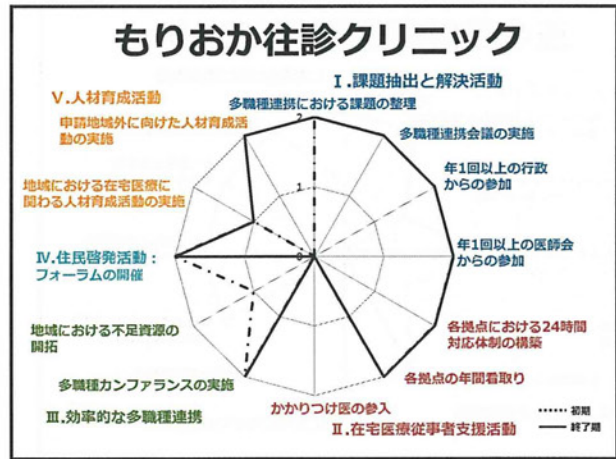 もりおか往診クリニック
Ⅰ.課題抽出と解決活動
Ⅴ.人材育成活動
多職種連携における課題の整理
申請地域外に向けた人材育成活
動の実施
2
多職種連携会議の実施
地域における在宅医療に
関わる人材育成活動の実施
1
年1回以上の行政
からの参加
Ⅳ.住民啓発活動:
フォーラムの開催
0
年1回以上の医師会
からの参加
地域における不足資源の
開拓
各拠点における24時間
対応体制の構築
多職種カンファランスの実施
各拠点の年間看取り
かかりつけ医の参入
Ⅲ.効率的な多職種連携
Ⅱ.在宅医療従事者支援活動
初期
終了期